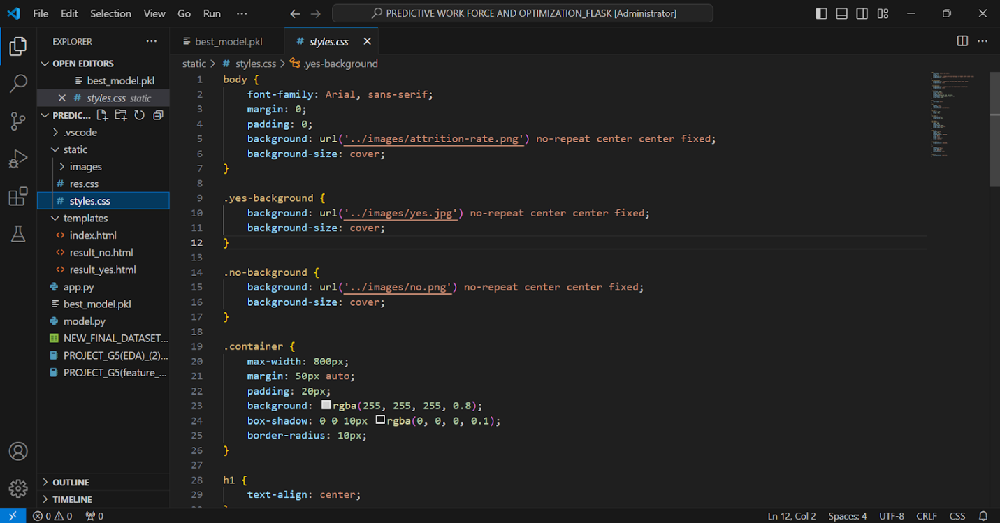 File Edit Selection View Go Run ··· PREDICTIVE WORK FORCE AND OPTIMIZATION_FLASK [Administrator]
EXPLORER ···
OPEN EDITORS
best_model.pkl
styles.css static
PREDIC...
.vscode
static
images
res.css
styles.css
templates
index.html
result_no.html
result_yes.html
app.py
best_model.pkl
model.py
NEW_FINAL_DATASET...
PROJECT_G5(EDA)_(2)...
PROJECT_G5(feature_...
OUTLINE
TIMELINE
best_model.pkl # styles.css
static > # styles.css > .yes-background
1 body {
2 font-family: Arial, sans-serif;
3 margin: 0;
4 padding: 0;
5 background: url('../images/attrition-rate.png') no-repeat center center fixed;
6 background-size: cover;
7 }
8
9 .yes-background {
10 background: url('../images/yes.jpg') no-repeat center center fixed;
11 background-size: cover;
12 }
13
14 .no-background {
15 background: url('../images/no.png') no-repeat center center fixed;
16 background-size: cover;
17 }
18
19 .container {
20 max-width: 800px;
21 margin: 50px auto;
22 padding: 20px;
23 background: rgba(255, 255, 255, 0.8);
24 box-shadow: 0 0 10px rgba(0, 0, 0, 0.1);
25 border-radius: 10px;
26 }
27
28 h1 {
29 text-align: center;
0 0 0 Ln 12, Col 2 Spaces: 4 UTF-8 CRLF CSS